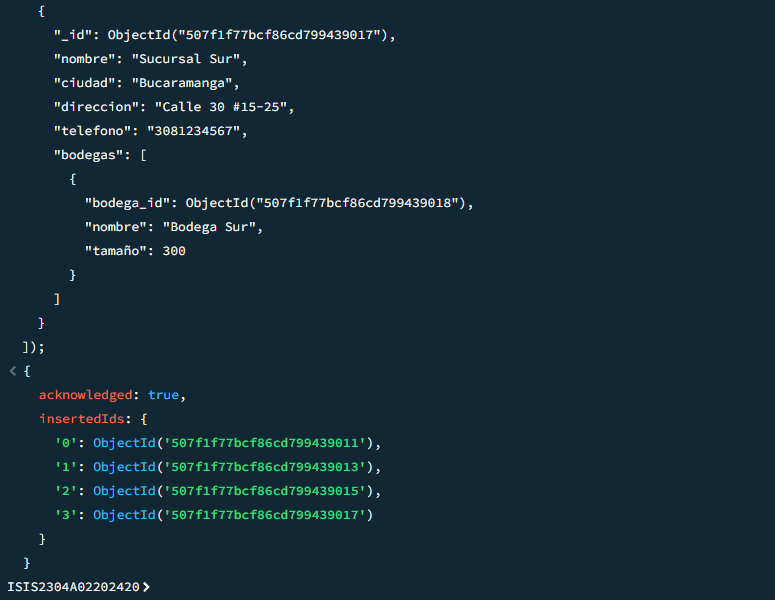 {
"_id": ObjectId("507f1f77bcf86cd799439017"),
"nombre": "Sucursal Sur",
"ciudad": "Bucaramanga",
"direccion": "Calle 30 #15-25",
"telefono": "3081234567",
"bodegas": [
{
"bodega_id": ObjectId("507f1f77bcf86cd799439018"),
"nombre": "Bodega Sur",
"tamaño": 300
}
]
}
]);
< {
acknowledged: true,
insertedIds: {
'0': ObjectId('507f1f77bcf86cd799439011'),
'1': ObjectId('507f1f77bcf86cd799439013'),
'2': ObjectId('507f1f77bcf86cd799439015'),
'3': ObjectId('507f1f77bcf86cd799439017')
}
}
ISIS2304A02202420>